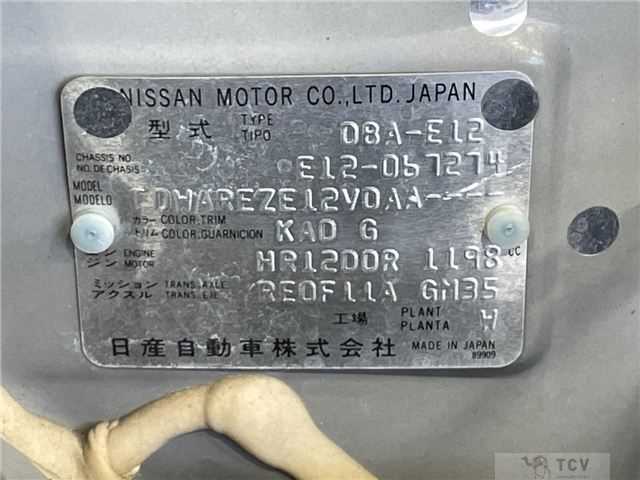 NISSAN MOTOR CO.,LTD. JAPAN
型式 TYPE TIPO DBA-E12
CHASSIS NO. NO. DE CHASIS E12-067274
MODEL MODELO
カラー COLOR, TRIM
トリム COLOR, GUARNICION KAD G
エンジン ENGINE MOTOR HR12DDR 1198 CC
ミッション TRANS. AXLE
アクスル TRANS. EJE RE0F11A GM35
工場 PLANT PLANTA W
日産自動車株式会社 MADE IN JAPAN
89909
TCV